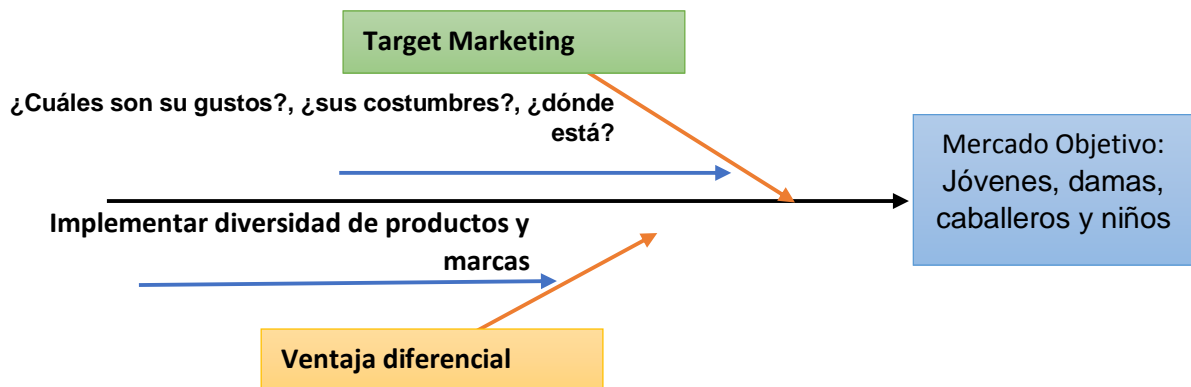 Target Marketing
¿Cuáles son su gustos?, ¿sus costumbres?, ¿dónde
está?
Mercado Objetivo:
Jóvenes, damas,
caballeros y niños
Implementar diversidad de productos y
marcas
Ventaja diferencial